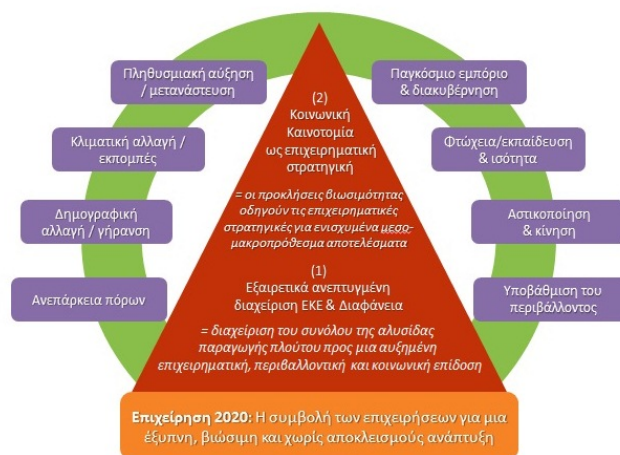 Πληθυσμιακή αύξηση
/ μετανάστευση
Κλιματική αλλαγή /
εκπομπές
Δημογραφική
αλλαγή / γήρανση
Ανεπάρκεια πόρων
(2)
Κοινωνική
Καινοτομία
ως επιχειρηματική
στρατηγική
= οι προκλήσεις βιωσιμότητας
οδηγούν τις επιχειρηματικές
στρατηγικές για ενισχυμένα μεσο-
μακροπρόθεσμα αποτελέσματα
(1)
Εξαιρετικά ανεπτυγμένη
διαχείριση ΕΚΕ & Διαφάνεια
= διαχείριση του συνόλου της αλυσίδας
παραγωγής πλούτου προς μια αυξημένη
επιχειρηματική, περιβαλλοντική και κοινωνική επίδοση
Παγκόσμιο εμπόριο
& διακυβέρνηση
Φτώχεια/εκπαίδευση
& ισότητα
Αστικοποίηση
& κίνηση
Υποβάθμιση του
περιβάλλοντος
Επιχείρηση 2020: Η συμβολή των επιχειρήσεων για μια
έξυπνη, βιώσιμη και χωρίς αποκλεισμούς ανάπτυξη